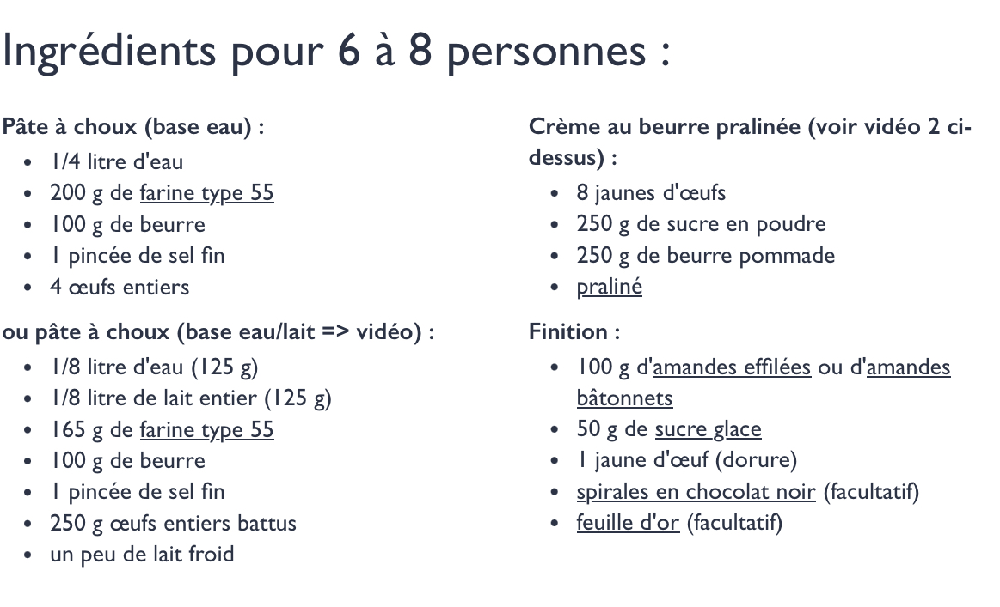 Ingrédients pour 6 à 8 personnes :
Pâte à choux (base eau) :
• 1/4 litre d'eau
• 200 g de farine type 55
• 100 g de beurre
• 1 pincée de sel fin
• 4 œufs entiers
ou pâte à choux (base eau/lait => vidéo) :
• 1/8 litre d'eau (125 g)
• 1/8 litre de lait entier (125 g)
• 165 g de farine type 55
• 100 g de beurre
• 1 pincée de sel fin
• 250 g œufs entiers battus
• un peu de lait froid
Crème au beurre pralinée (voir vidéo 2 ci-
dessus) :
• 8 jaunes d'œufs
• 250 g de sucre en poudre
• 250 g de beurre pommade
• praliné
Finition :
• 100 g d'amandes effilées ou d'amandes
bâtonnets
• 50 g de sucre glace
• 1 jaune d'œuf (dorure)
• spirales en chocolat noir (facultatif)
• feuille d'or (facultatif)